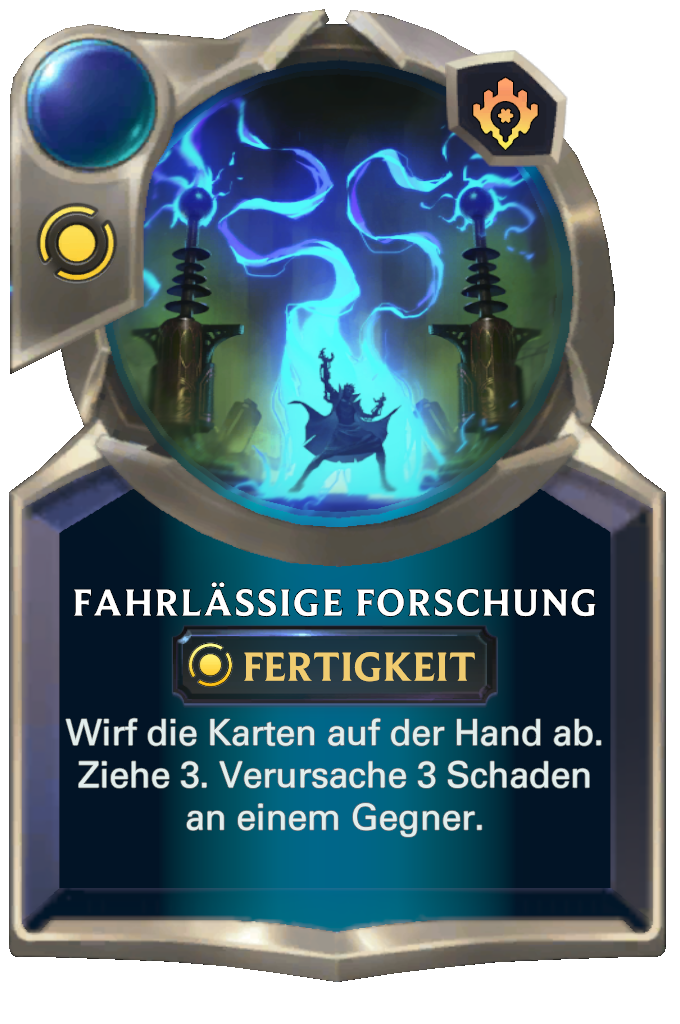 FAHRLÄSSIGE FORSCHUNG
FERTIGKEIT
Wirf die Karten auf der Hand ab.
Ziehe 3. Verursache 3 Schaden
an einem Gegner.